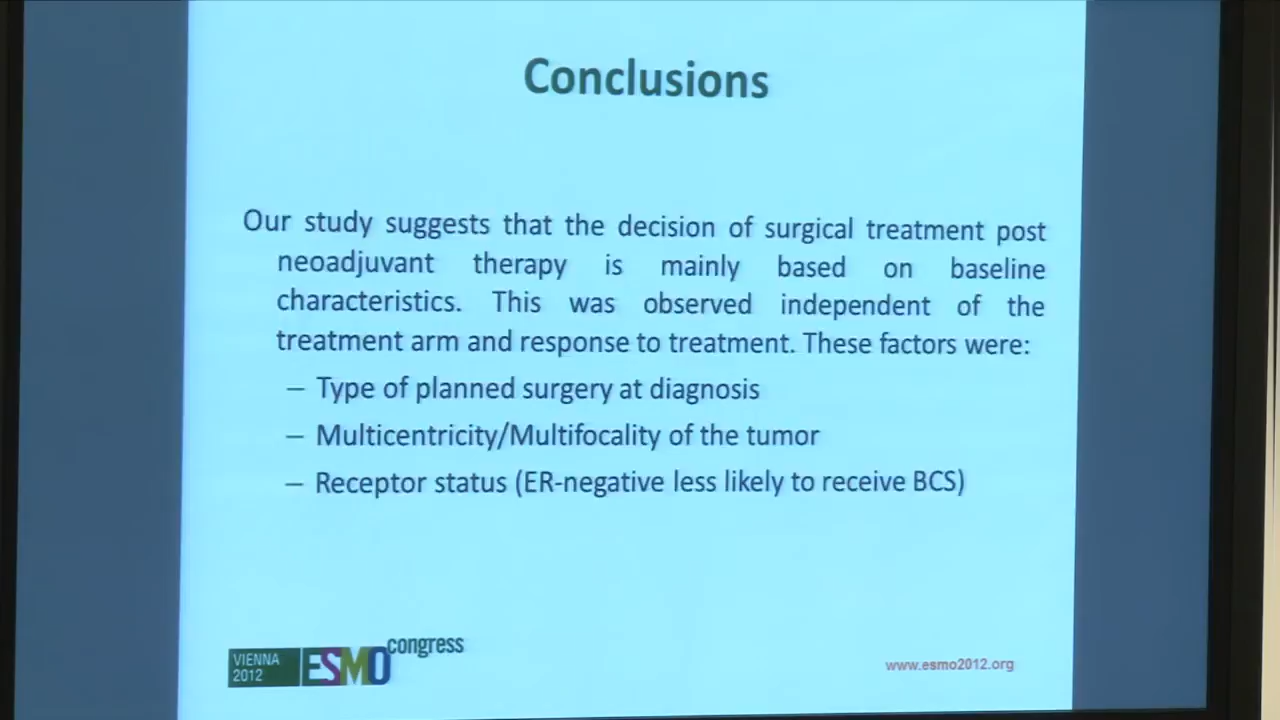 Conclusions
Our study suggests that the decision of surgical treatment post
neoadjuvant therapy is mainly based on baseline
characteristics. This was observed independent of the
treatment arm and response to treatment. These factors were:
– Type of planned surgery at diagnosis
– Multicentricity/Multifocality of the tumor
– Receptor status (ER-negative less likely to receive BCS)
VIENNA
2012
ESMO congress
www.esmo2012.org